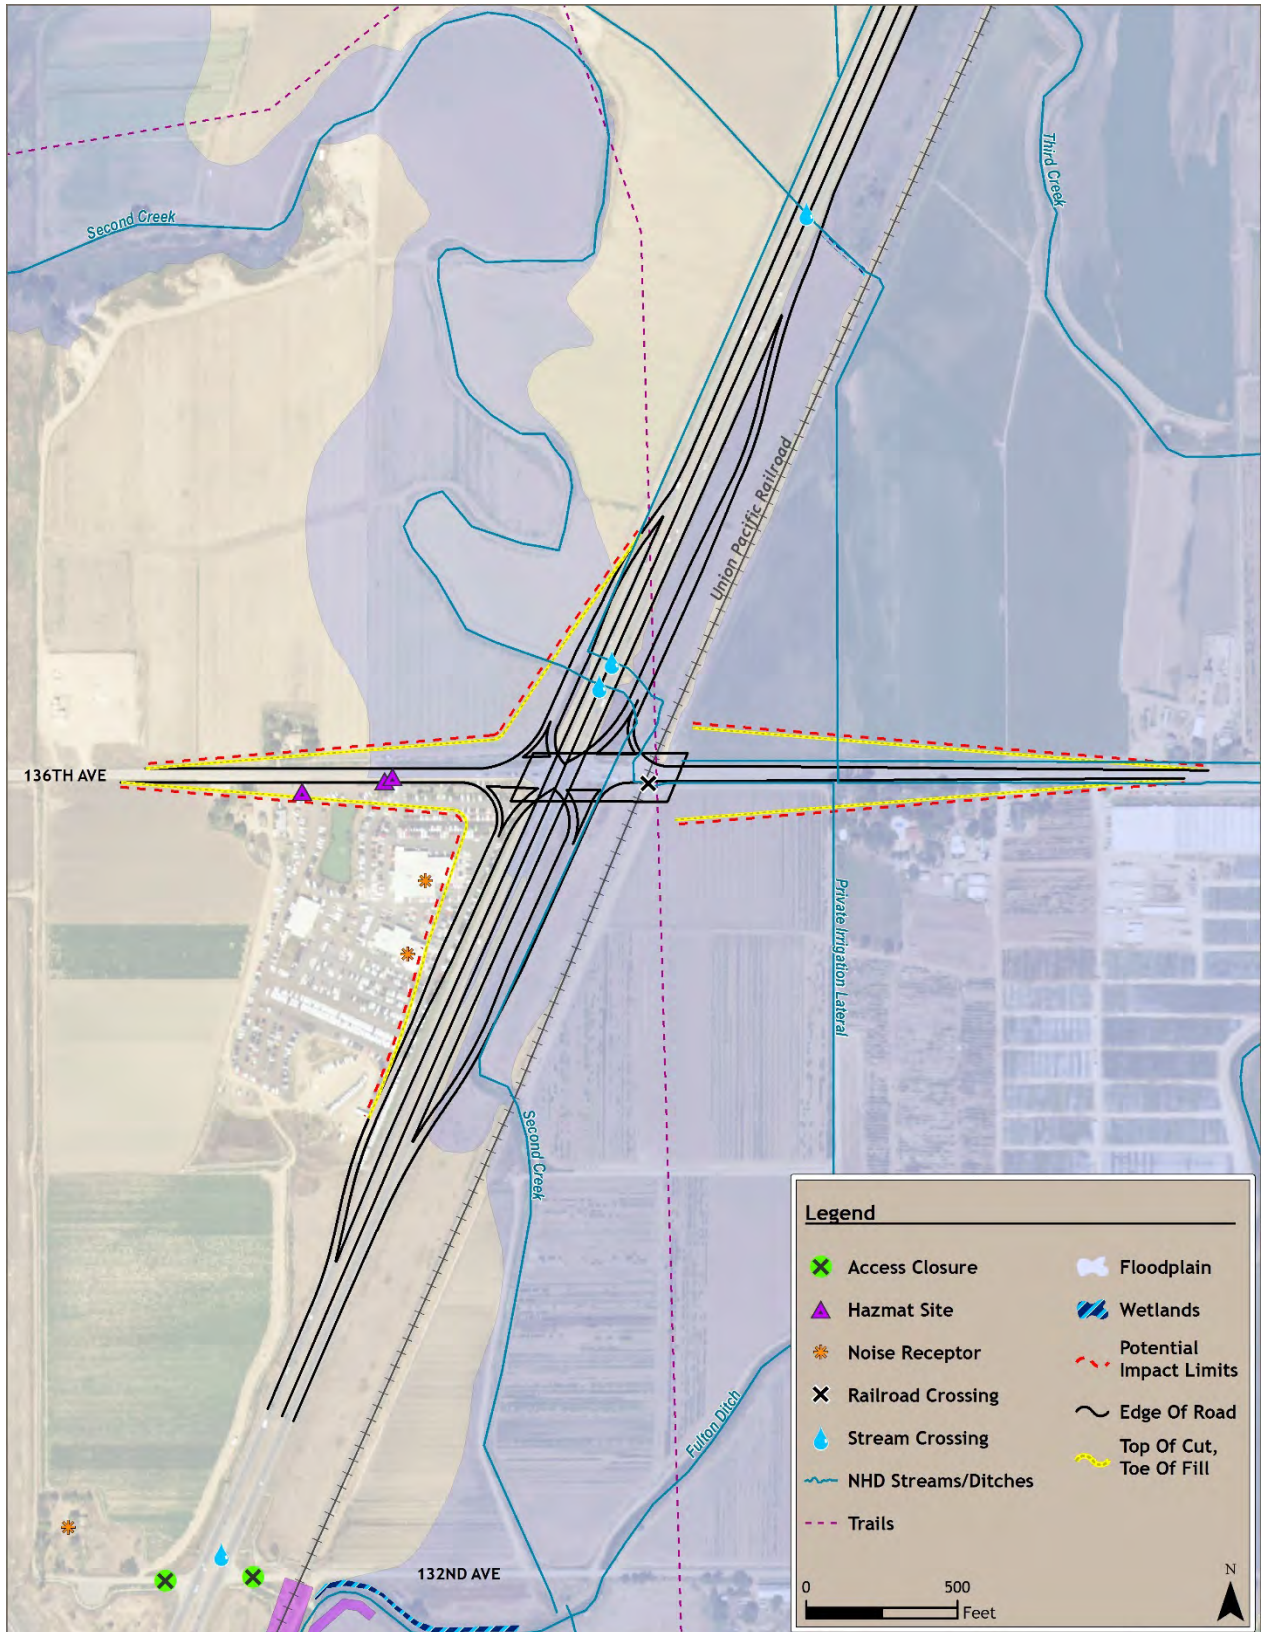 Second Creek
Third Creek
Union Pacific Railroad
136TH AVE
Private Irrigation Lateral
Second Creek
Fulton Ditch
132ND AVE
Legend
Access Closure
Hazmat Site
Noise Receptor
Railroad Crossing
Stream Crossing
NHD Streams/Ditches
Trails
Floodplain
Wetlands
Potential
Impact Limits
Edge Of Road
Top Of Cut,
Toe Of Fill
0 500
Feet
N